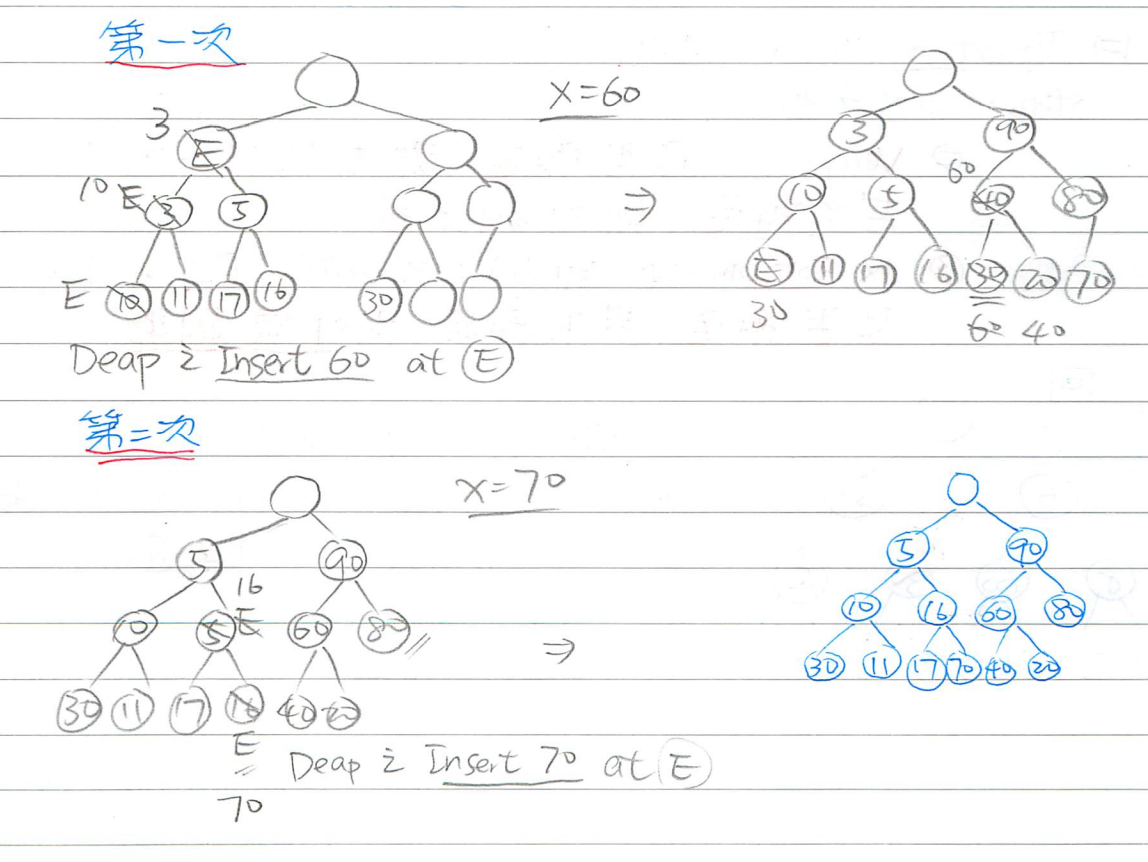 第一次
x=60
3 E
3 90
10 E 3 5
60
10 5 40 80
E 10 11 17 16 30
E 11 17 16 30 20 70
30 60 40
Deap 之 Insert 60 at E
第二次
x=70
5 90
5 90
16
10 5 E 60 80
10 16 60 80
30 11 17 16 40 20
30 11 17 70 40 20
E
Deap 之 Insert 70 at E
70